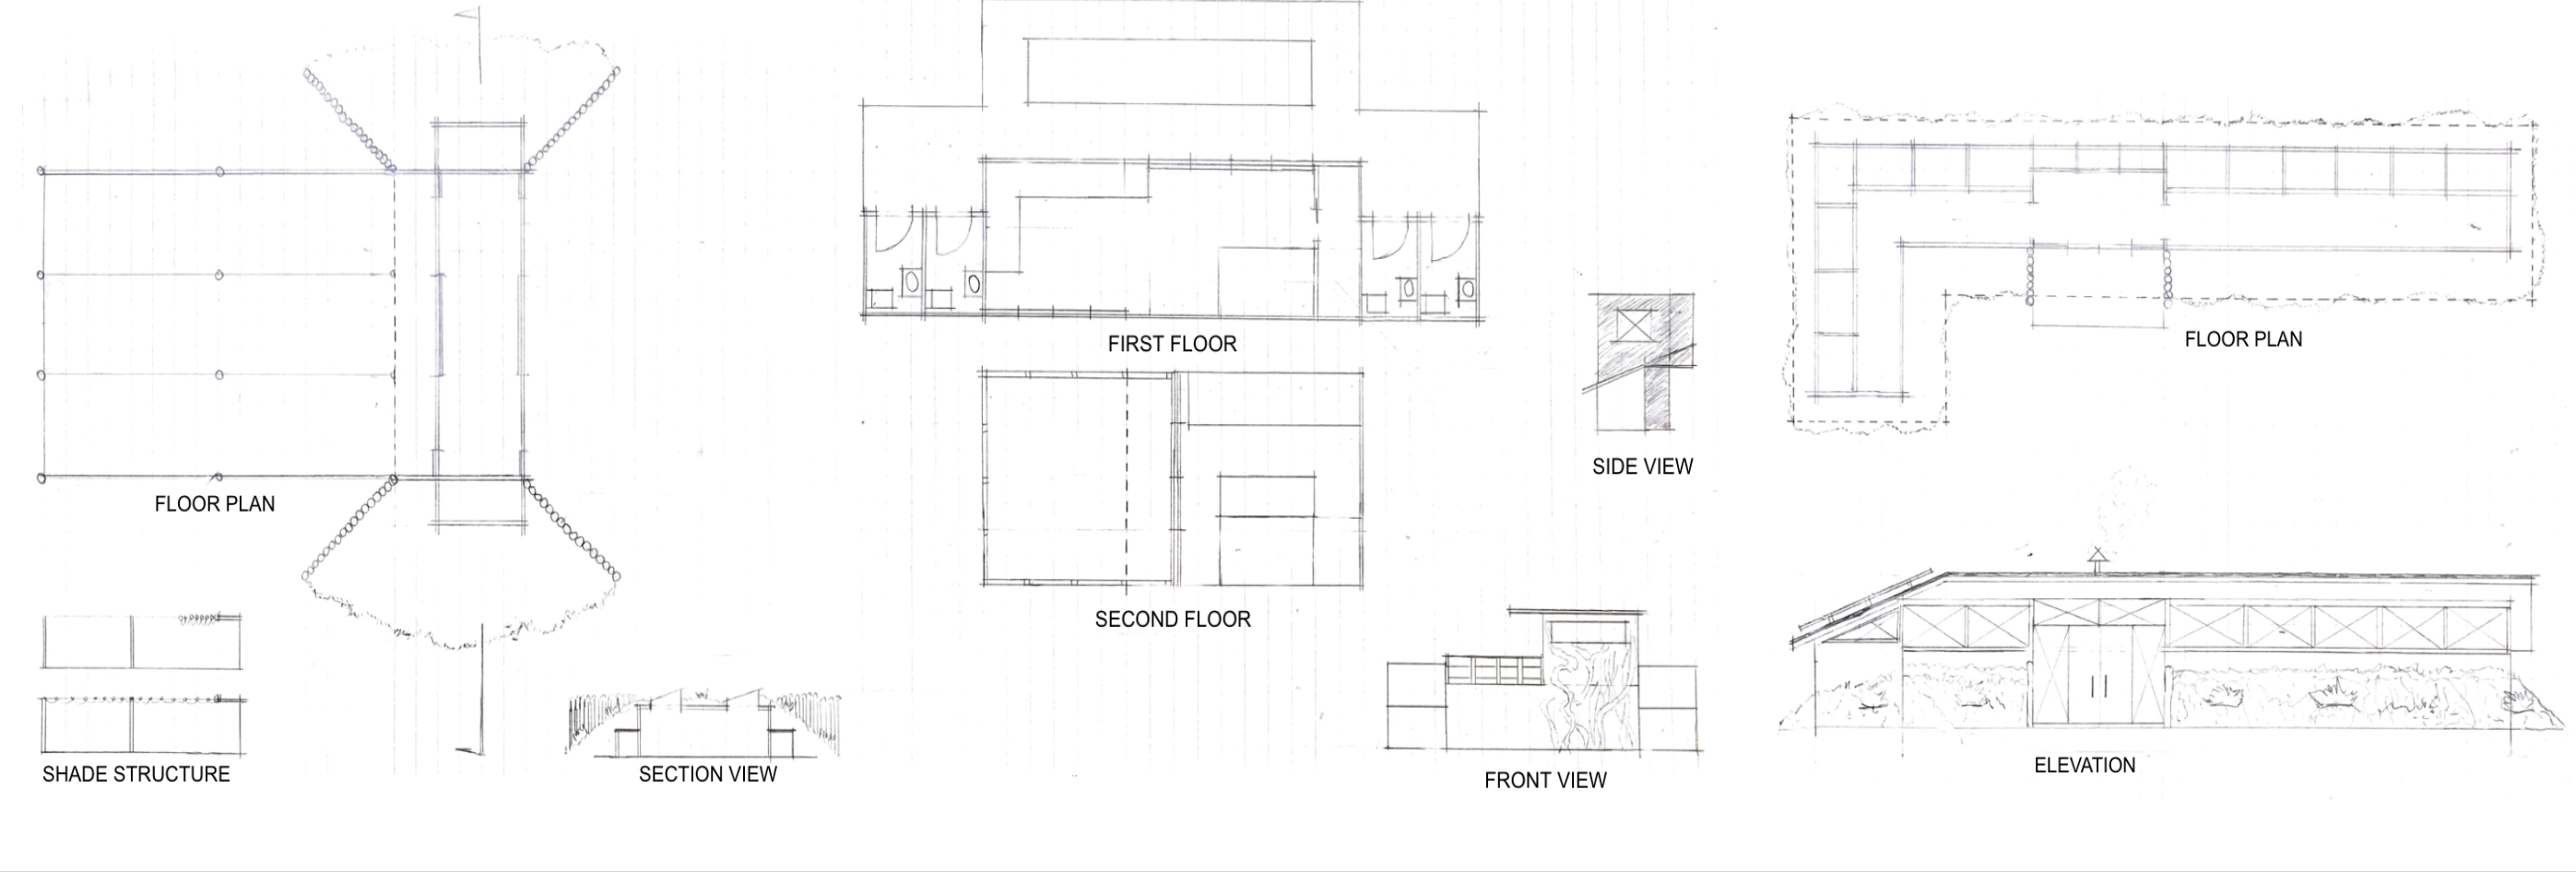 FLOOR PLAN
SHADE STRUCTURE
SECTION VIEW
FIRST FLOOR
SECOND FLOOR
SIDE VIEW
FRONT VIEW
FLOOR PLAN
ELEVATION